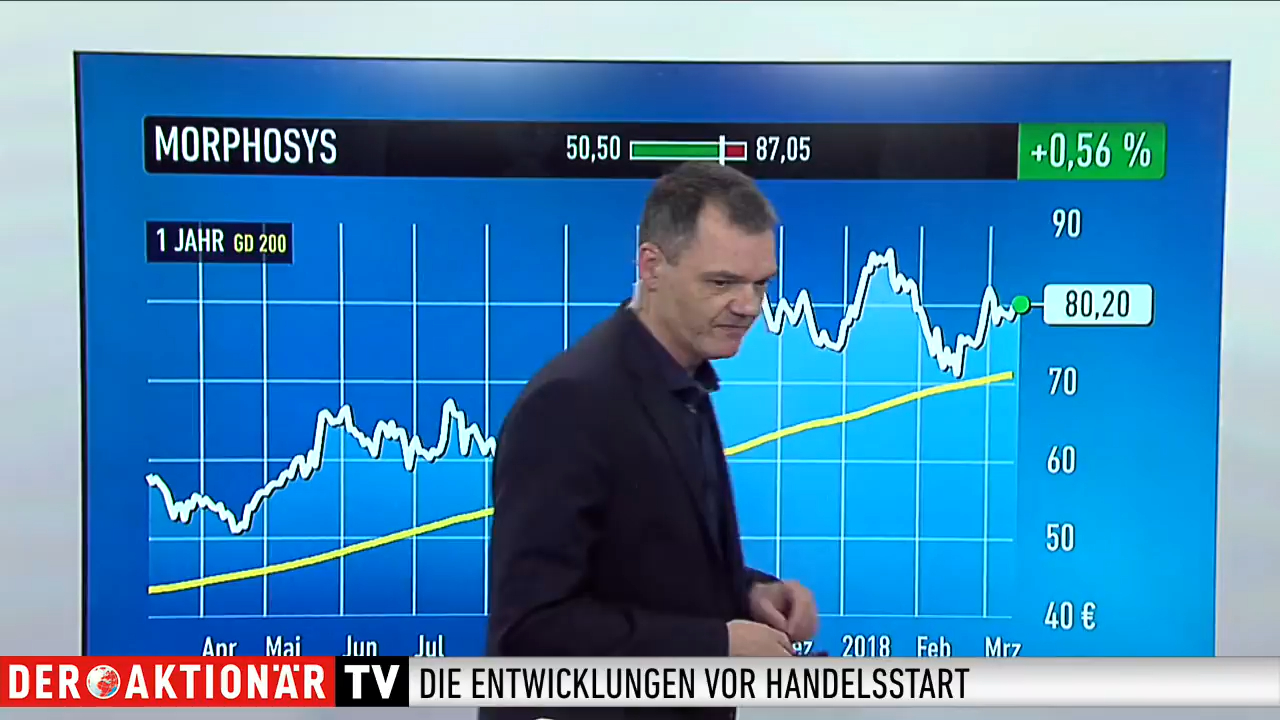 MORPHOSYS 50,50 87,05 +0,56 %
1 JAHR GD 200
90
80,20
70
60
50
40 €
Apr Mai Jun Jul 2018 Feb Mrz
DER AKTIONÄR TV DIE ENTWICKLUNGEN VOR HANDELSSTART